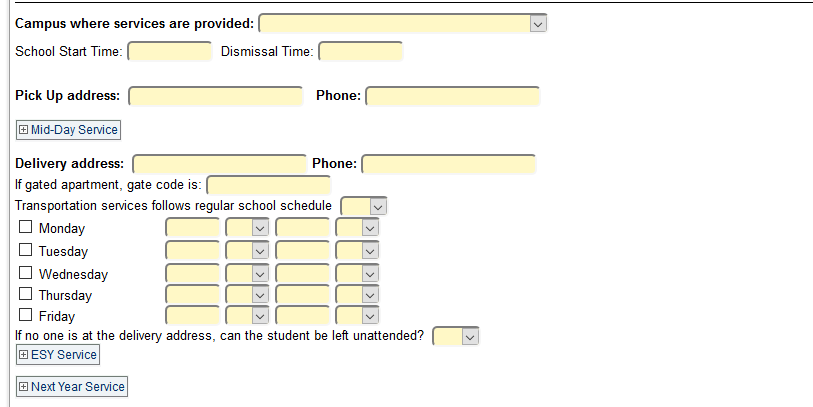 Campus where services are provided:
School Start Time: Dismissal Time:
Pick Up address: Phone:
Mid-Day Service
Delivery address: Phone:
If gated apartment, gate code is:
Transportation services follows regular school schedule
Monday
Tuesday
Wednesday
Thursday
Friday
If no one is at the delivery address, can the student be left unattended?
ESY Service
Next Year Service